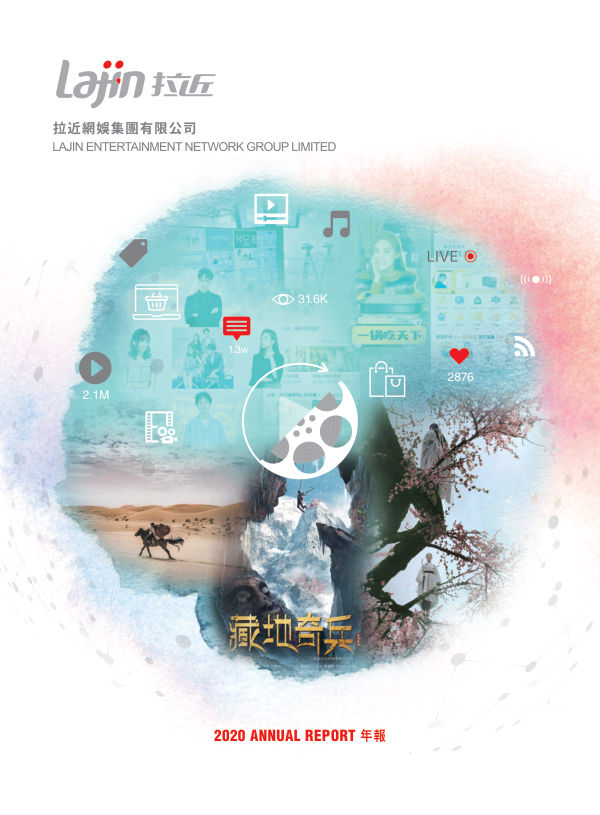 Lajin 拉近
拉近網娛集團有限公司
LAJIN ENTERTAINMENT NETWORK GROUP LIMITED
LIVE
31.6K
一锅吃天下
1.3w
2876
2.1M
藏地奇兵
2020 ANNUAL REPORT 年報